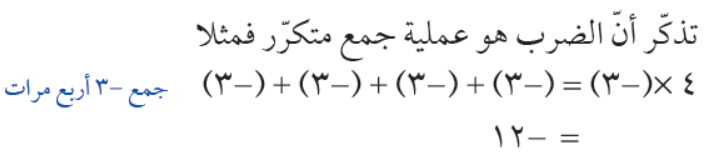 تذكّر أنّ الضرب هو عملية جمع متكرّر فمثلا
٤ ×(−٣) = (−٣) + (−٣) + (−٣) + (−٣) جمع −٣ أربع مرات
= −١٢